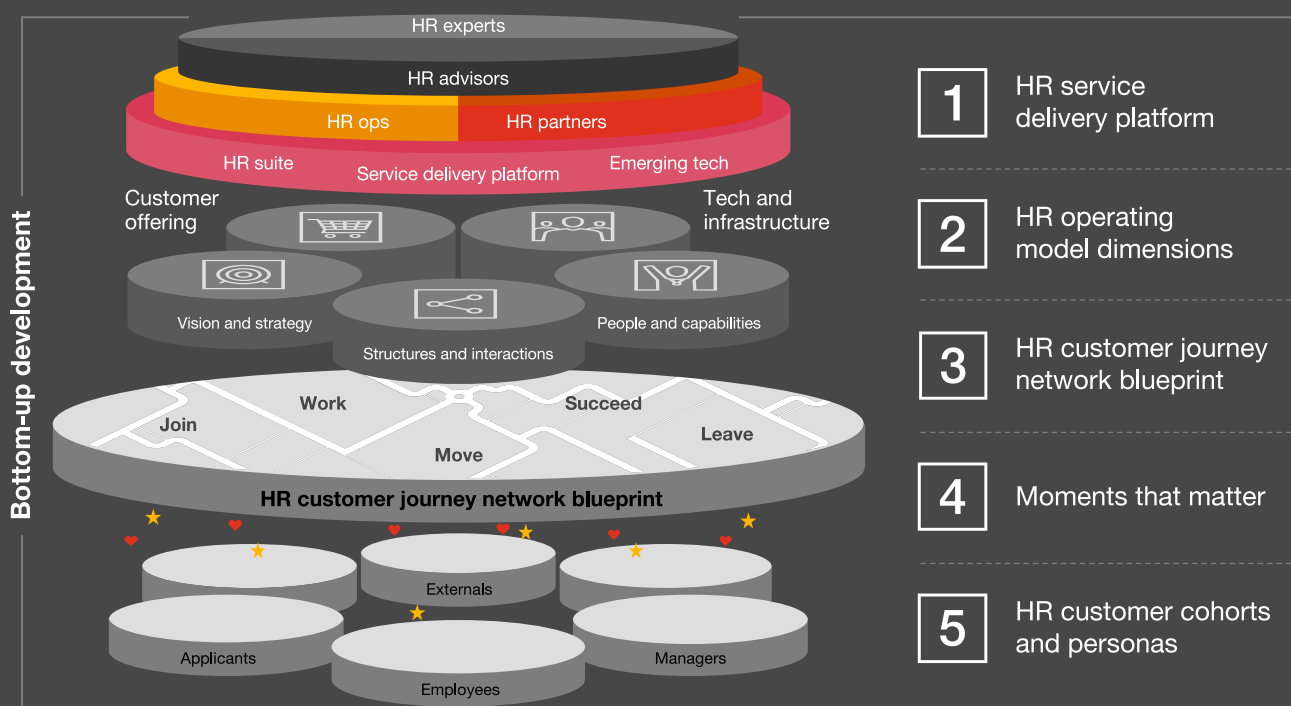 Bottom-up development
HR experts
HR advisors
HR ops
HR partners
HR suite
Service delivery platform
Emerging tech
Customer
offering
Tech and
infrastructure
Vision and strategy
Structures and interactions
People and capabilities
Join
Work
Move
Succeed
Leave
HR customer journey network blueprint
Externals
Applicants
Employees
Managers
1
HR service
delivery platform
2
HR operating
model dimensions
3
HR customer journey
network blueprint
4
Moments that matter
5
HR customer cohorts
and personas